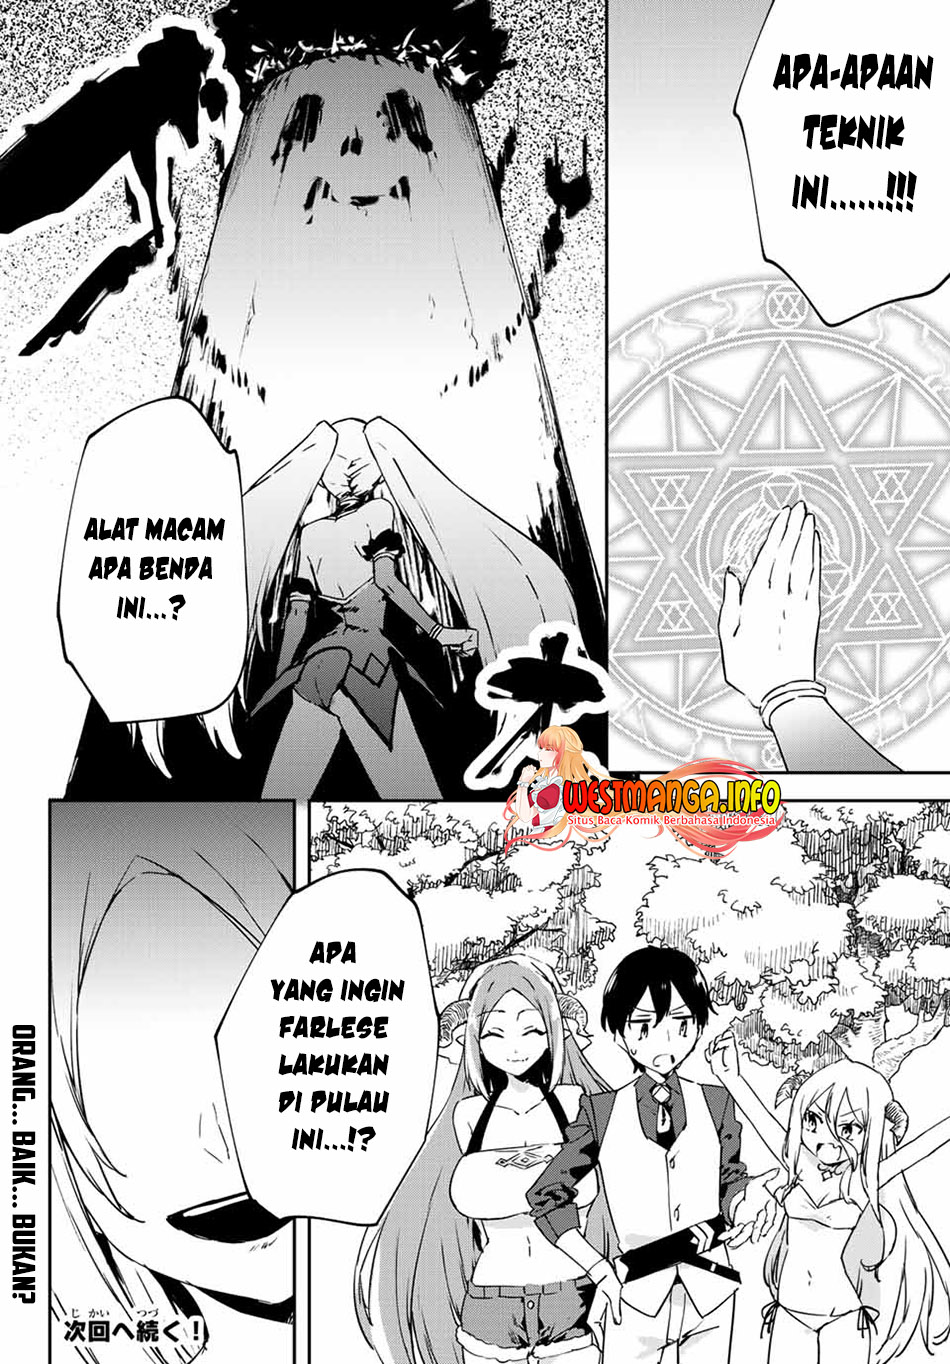 APA-APAAN
TEKNIK
INI.......!!!
ALAT MACAM
APA BENDA
INI...?
WESTMANGA.INFO
Situs Baca Komik Berbahasa Indonesia
APA
YANG INGIN
FARLESE
LAKUKAN
DI PULAU
INI...!?
ORANG... BAIK... BUKAN?
じかい つづ
次回へ続く！